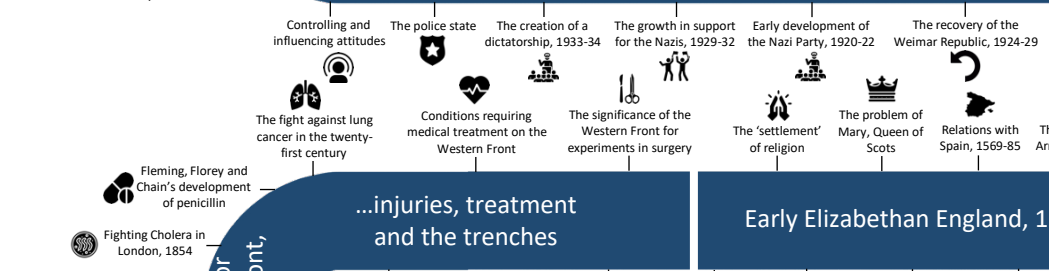 Controlling and
influencing attitudes
The police state
The creation of a
dictatorship, 1933-34
The growth in support
for the Nazis, 1929-32
Early development of
the Nazi Party, 1920-22
The recovery of the
Weimar Republic, 1924-29
The fight against lung
cancer in the twenty-
first century
Conditions requiring
medical treatment on the
Western Front
The significance of the
Western Front for
experiments in surgery
The 'settlement'
of religion
The problem of
Mary, Queen of
Scots
Relations with
Spain, 1569-85
Fleming, Florey and
Chain's development
of penicillin
Fighting Cholera in
London, 1854
...injuries, treatment
and the trenches
Early Elizabethan England, 1